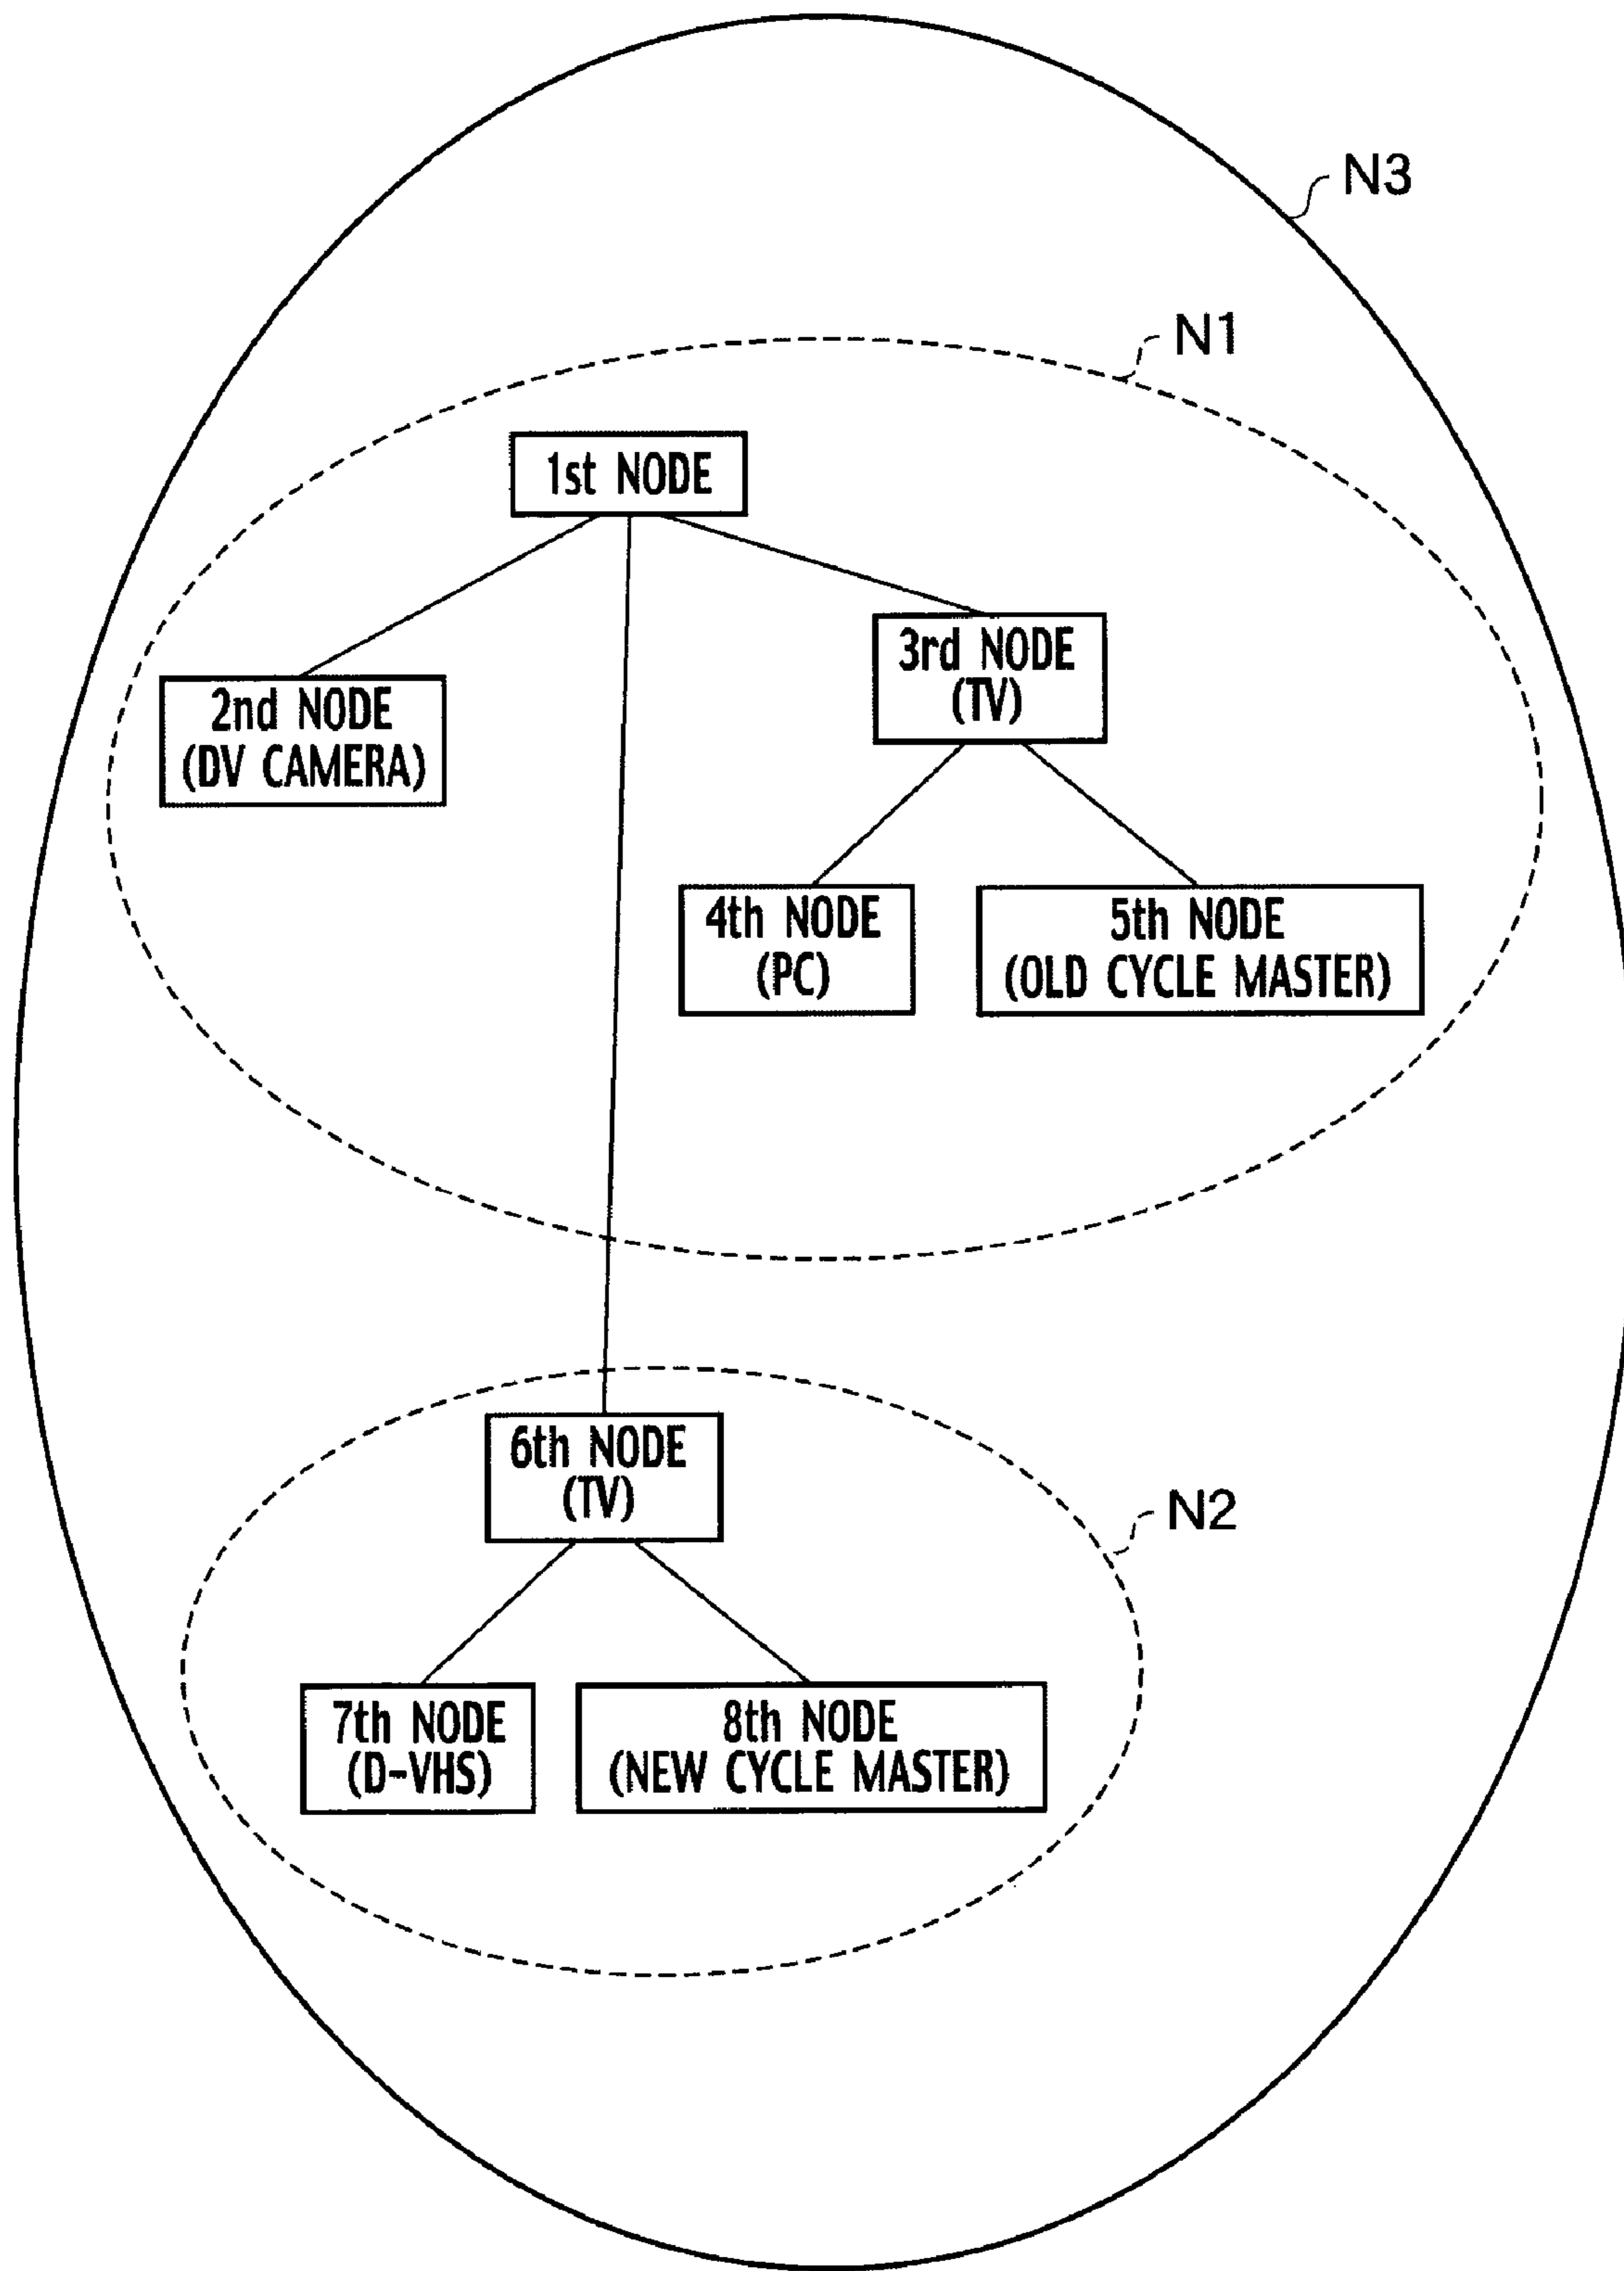 N3
N1
1st NODE
3rd NODE
(TV)
2nd NODE
(DV CAMERA)
4th NODE
(PC)
5th NODE
(OLD CYCLE MASTER)
6th NODE
(TV)
N2
7th NODE
(D-VHS)
8th NODE
(NEW CYCLE MASTER)